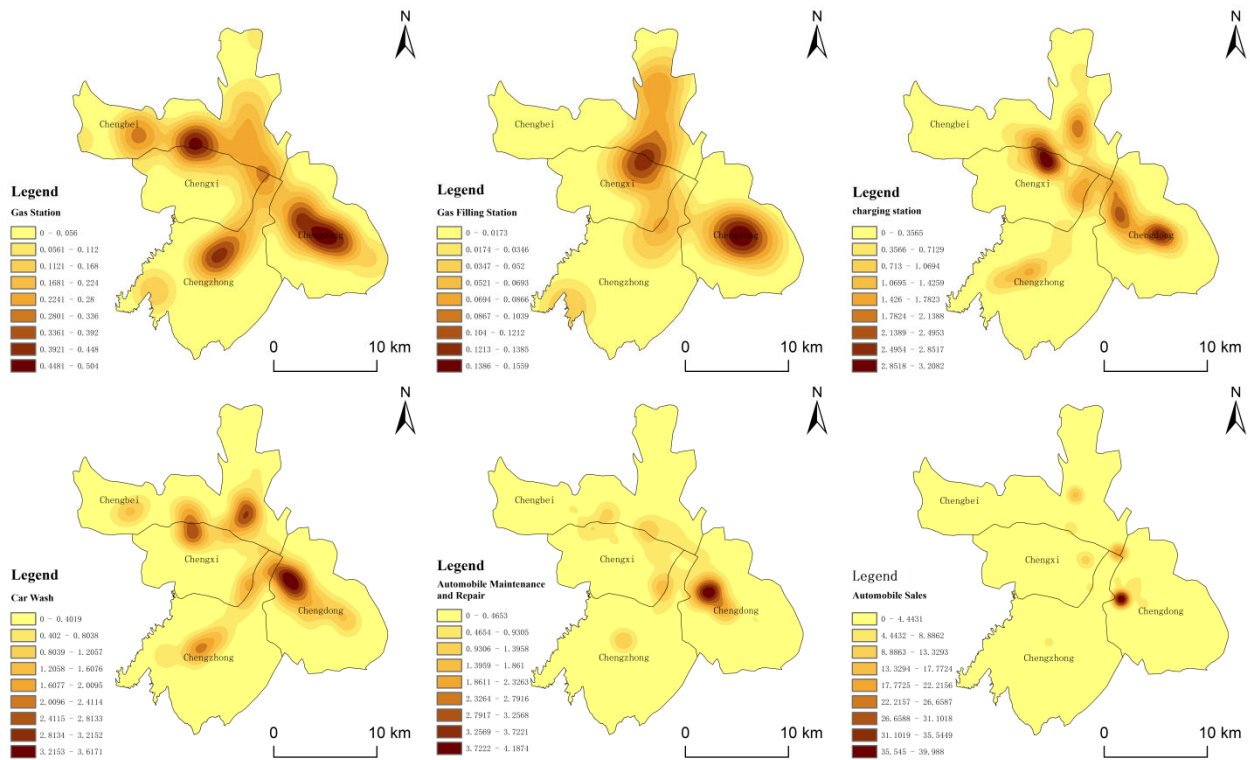 N
Chengbei
Chengxi
Chengdong
Chengzhong
Legend
Gas Station
0 - 0.056
0.0561 - 0.112
0.1121 - 0.168
0.1681 - 0.224
0.2241 - 0.28
0.2801 - 0.336
0.3361 - 0.392
0.3921 - 0.448
0.4481 - 0.504
0 10 km
N
Chengbei
Chengxi
Chengdong
Chengzhong
Legend
Gas Filling Station
0 - 0.0173
0.0174 - 0.0346
0.0347 - 0.052
0.0521 - 0.0693
0.0694 - 0.0866
0.0867 - 0.1039
0.104 - 0.1212
0.1213 - 0.1385
0.1386 - 0.1559
0 10 km
N
Chengbei
Chengxi
Chengdong
Chengzhong
Legend
charging station
0 - 0.3565
0.3566 - 0.7129
0.713 - 1.0694
1.0695 - 1.4259
1.426 - 1.7823
1.7824 - 2.1388
2.1389 - 2.4953
2.4954 - 2.8517
2.8518 - 3.2082
0 10 km
N
Chengbei
Chengxi
Chengdong
Chengzhong
Legend
Car Wash
0 - 0.4019
0.402 - 0.8038
0.8039 - 1.2057
1.2058 - 1.6076
1.6077 - 2.0095
2.0096 - 2.4114
2.4115 - 2.8133
2.8134 - 3.2152
3.2153 - 3.6171
0 10 km
N
Chengbei
Chengxi
Chengdong
Chengzhong
Legend
Automobile Maintenance
and Repair
0 - 0.4653
0.4654 - 0.9305
0.9306 - 1.3958
1.3959 - 1.861
1.8611 - 2.3263
2.3264 - 2.7916
2.7917 - 3.2568
3.2569 - 3.7221
3.7222 - 4.1874
0 10 km
N
Chengbei
Chengxi
Chengdong
Chengzhong
Legend
Automobile Sales
0 - 4.4431
4.4432 - 8.8862
8.8863 - 13.3293
13.3294 - 17.7724
17.7725 - 22.2156
22.2157 - 26.6587
26.6588 - 31.1018
31.1019 - 35.5449
35.545 - 39.988
0 10 km